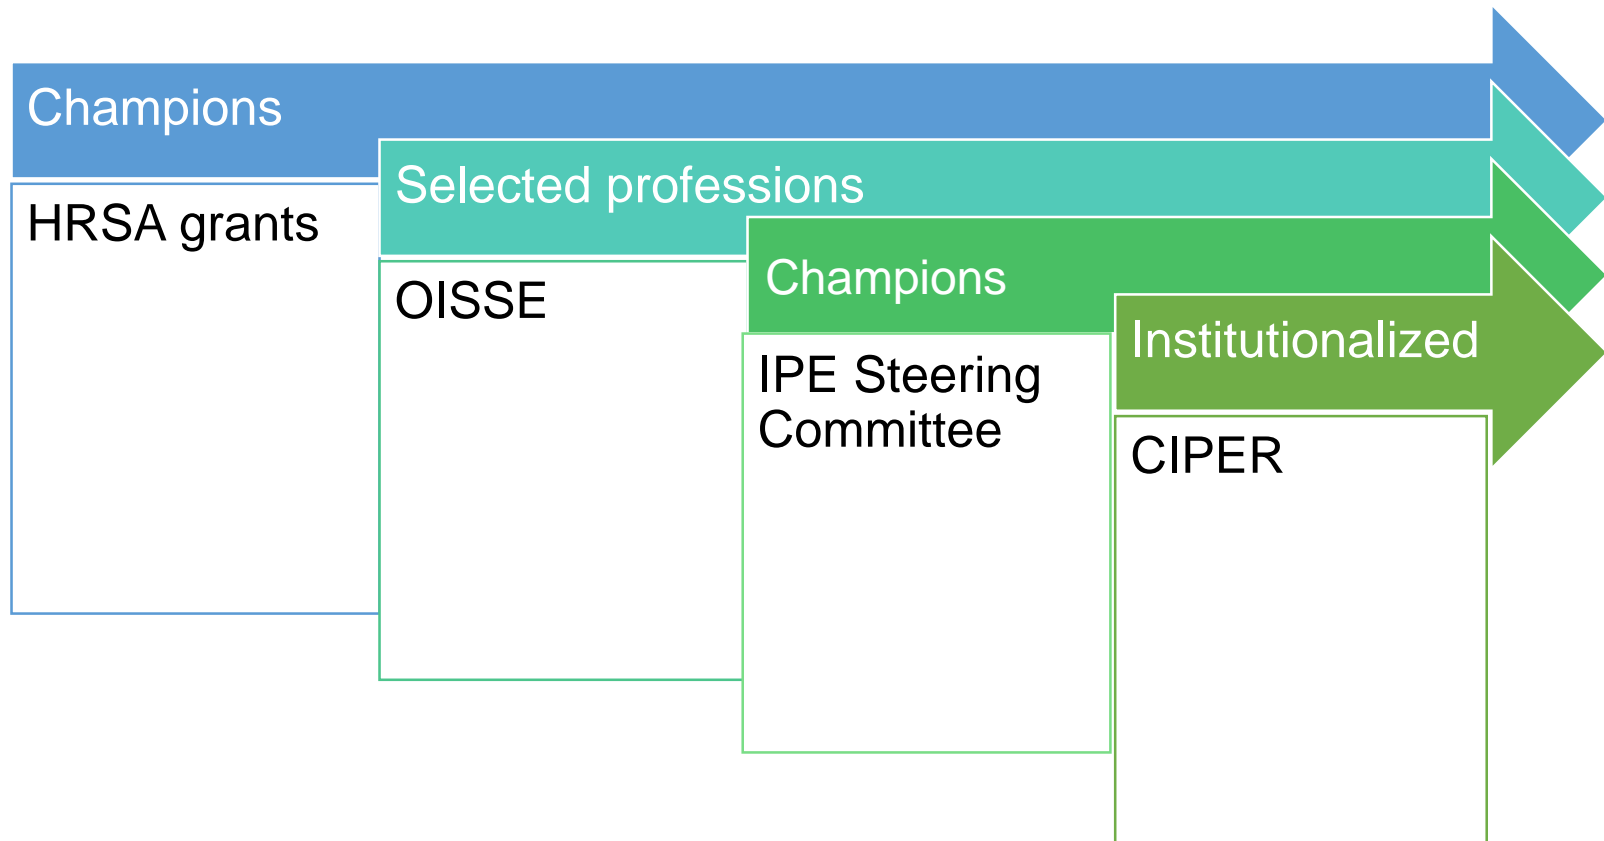 Champions
HRSA grants
Selected professions
OISSE
Champions
IPE Steering
Committee
Institutionalized
CIPER